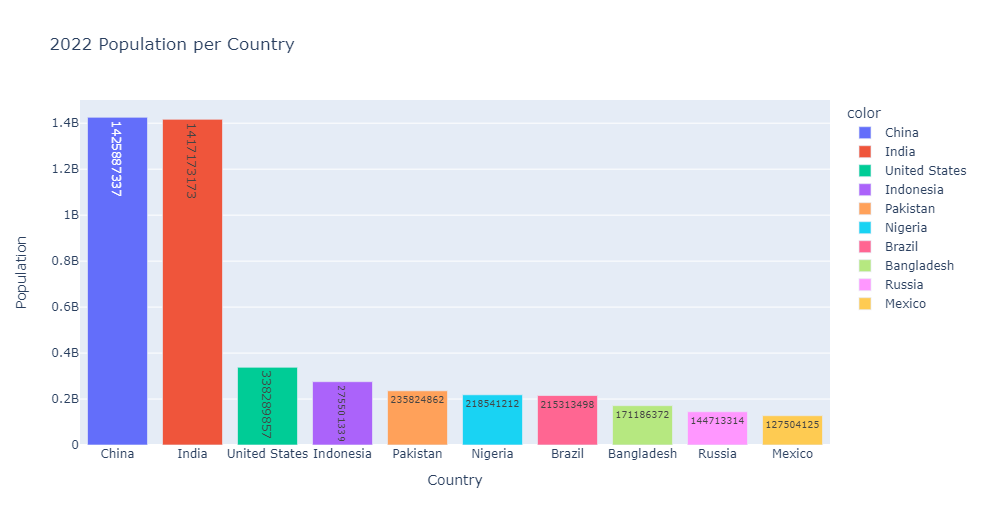 2022 Population per Country
1.4B
1.2B
1B
0.8B
0.6B
0.4B
0.2B
0
Population
1425887337
1417173173
338289857
275501339
235824862
218541212
215313498
171186372
144713314
127504125
China
India
United States
Indonesia
Pakistan
Nigeria
Brazil
Bangladesh
Russia
Mexico
Country
color
China
India
United States
Indonesia
Pakistan
Nigeria
Brazil
Bangladesh
Russia
Mexico